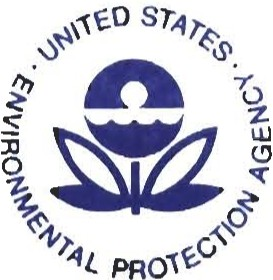 · UNITED STATES ·
ENVIRONMENTAL PROTECTION AGENCY